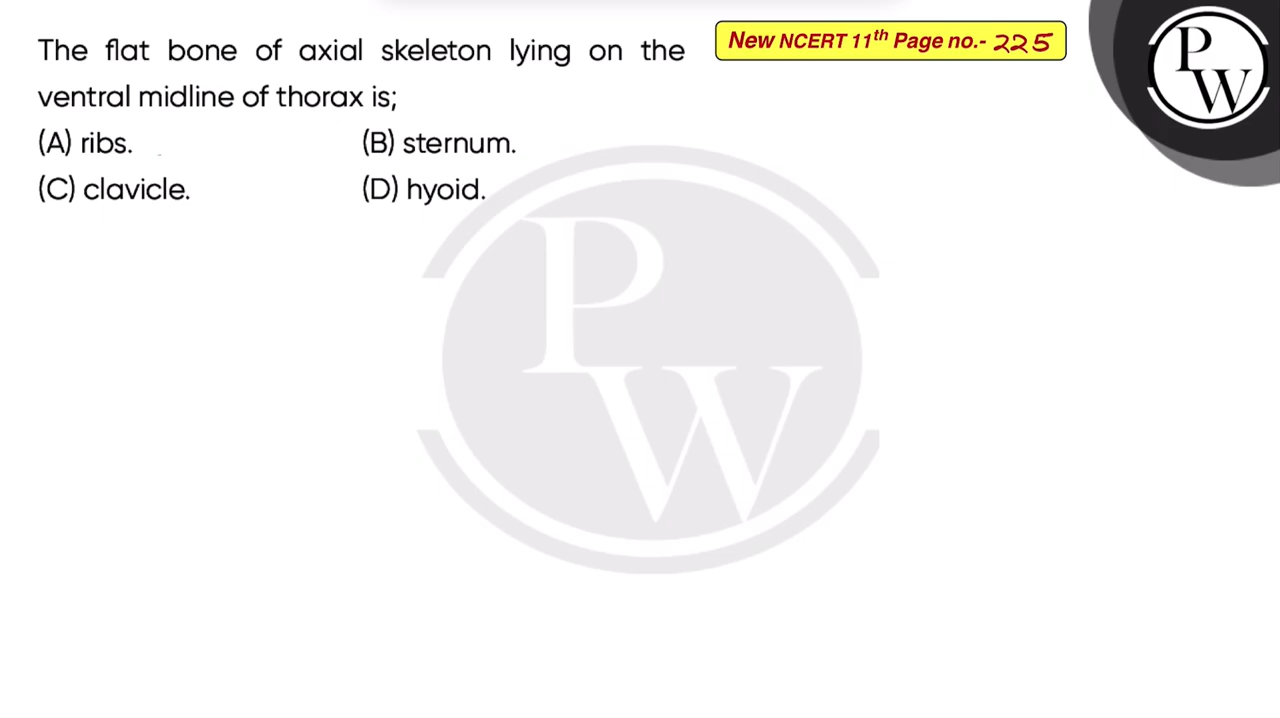 The flat bone of axial skeleton lying on the
ventral midline of thorax is;
(A) ribs. (B) sternum.
(C) clavicle. (D) hyoid.
New NCERT 11th Page no.- 225
P
W
P
W